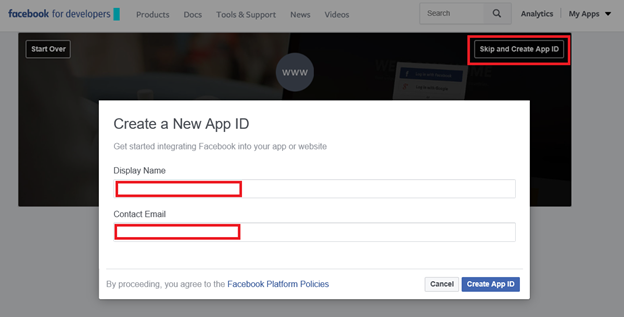 facebook for developers Products Docs Tools & Support News Videos Search Analytics My Apps
Start Over Skip and Create App ID
www
Create a New App ID
Get started integrating Facebook into your app or website
Display Name
Contact Email
By proceeding, you agree to the Facebook Platform Policies Cancel Create App ID